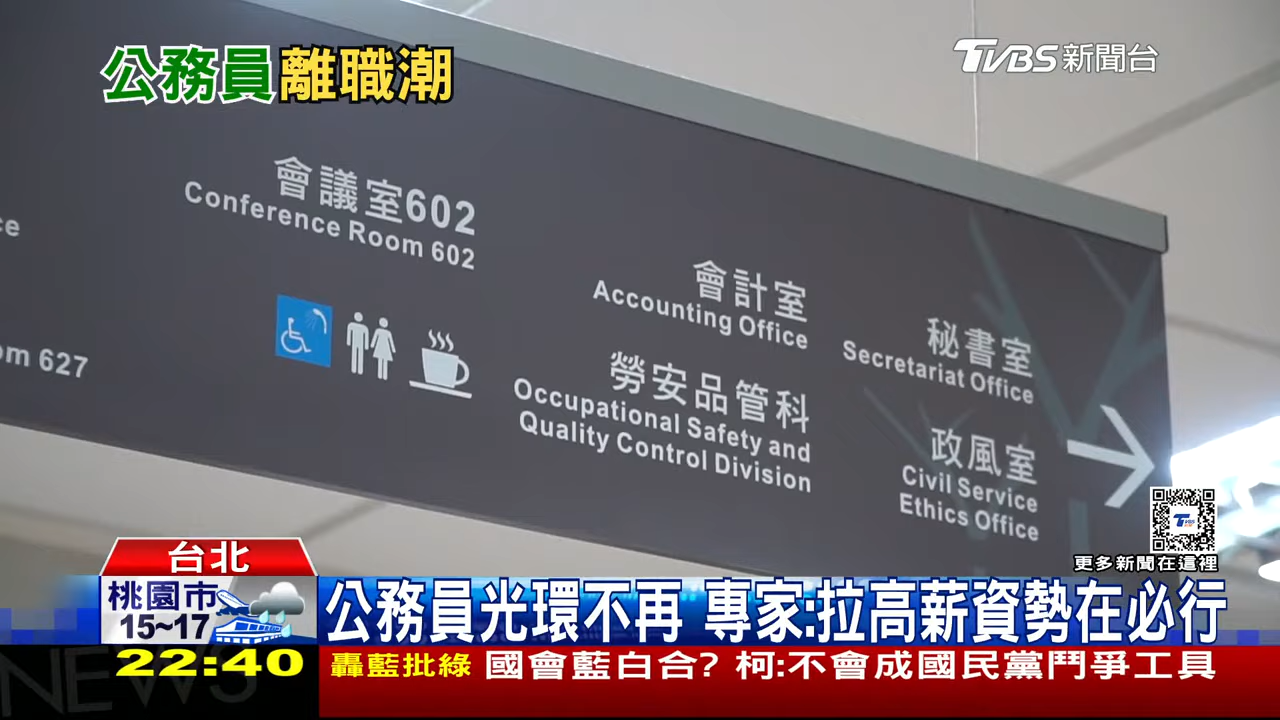 公務員離職潮
TVBS新聞台
會議室602
Conference Room 602
會計室
Accounting Office
秘書室
Secretariat Office
om 627
勞安品管科
Occupational Safety and
Quality Control Division
政風室
Civil Service
Ethics Office
更多新聞在這裡
台北
桃園市
15~17
公務員光環不再 專家:拉高薪資勢在必行
22:40
轟藍批綠 國會藍白合? 柯:不會成國民黨鬥爭工具
NEWS